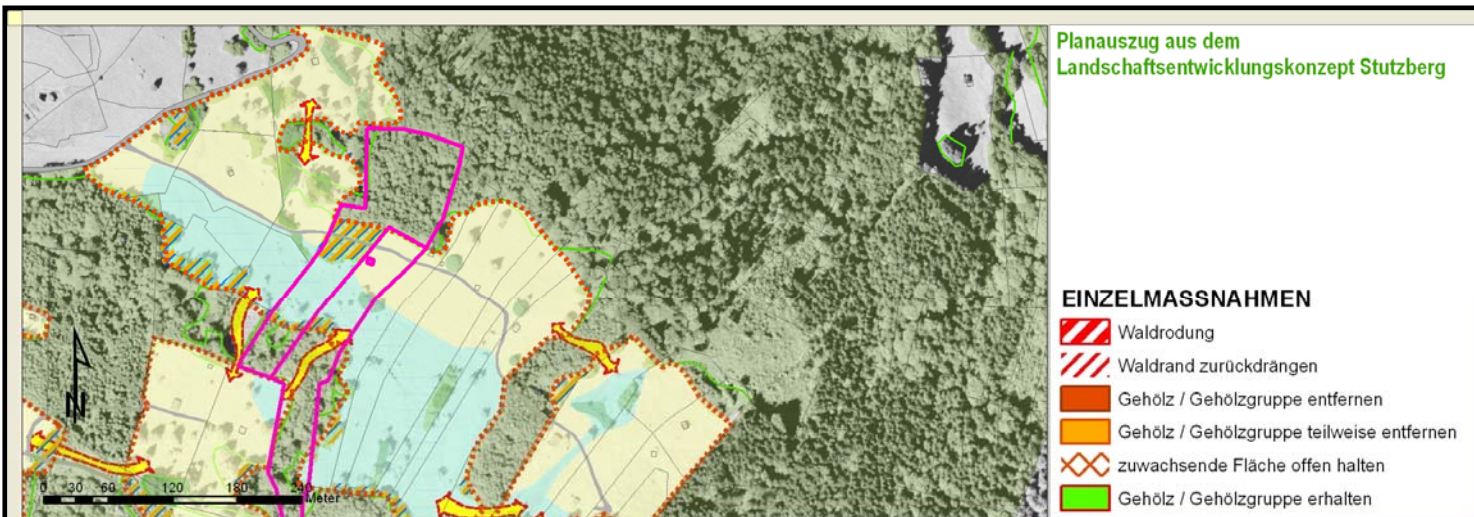 Planauszug aus dem
Landschaftsentwicklungskonzept Stutzberg
EINZELMASSNAHMEN
Waldrodung
Waldrand zurückdrängen
Gehölz / Gehölzgruppe entfernen
Gehölz / Gehölzgruppe teilweise entfernen
zuwachsende Fläche offen halten
Gehölz / Gehölzgruppe erhalten
N
0 30 60 120 180 240
Meter